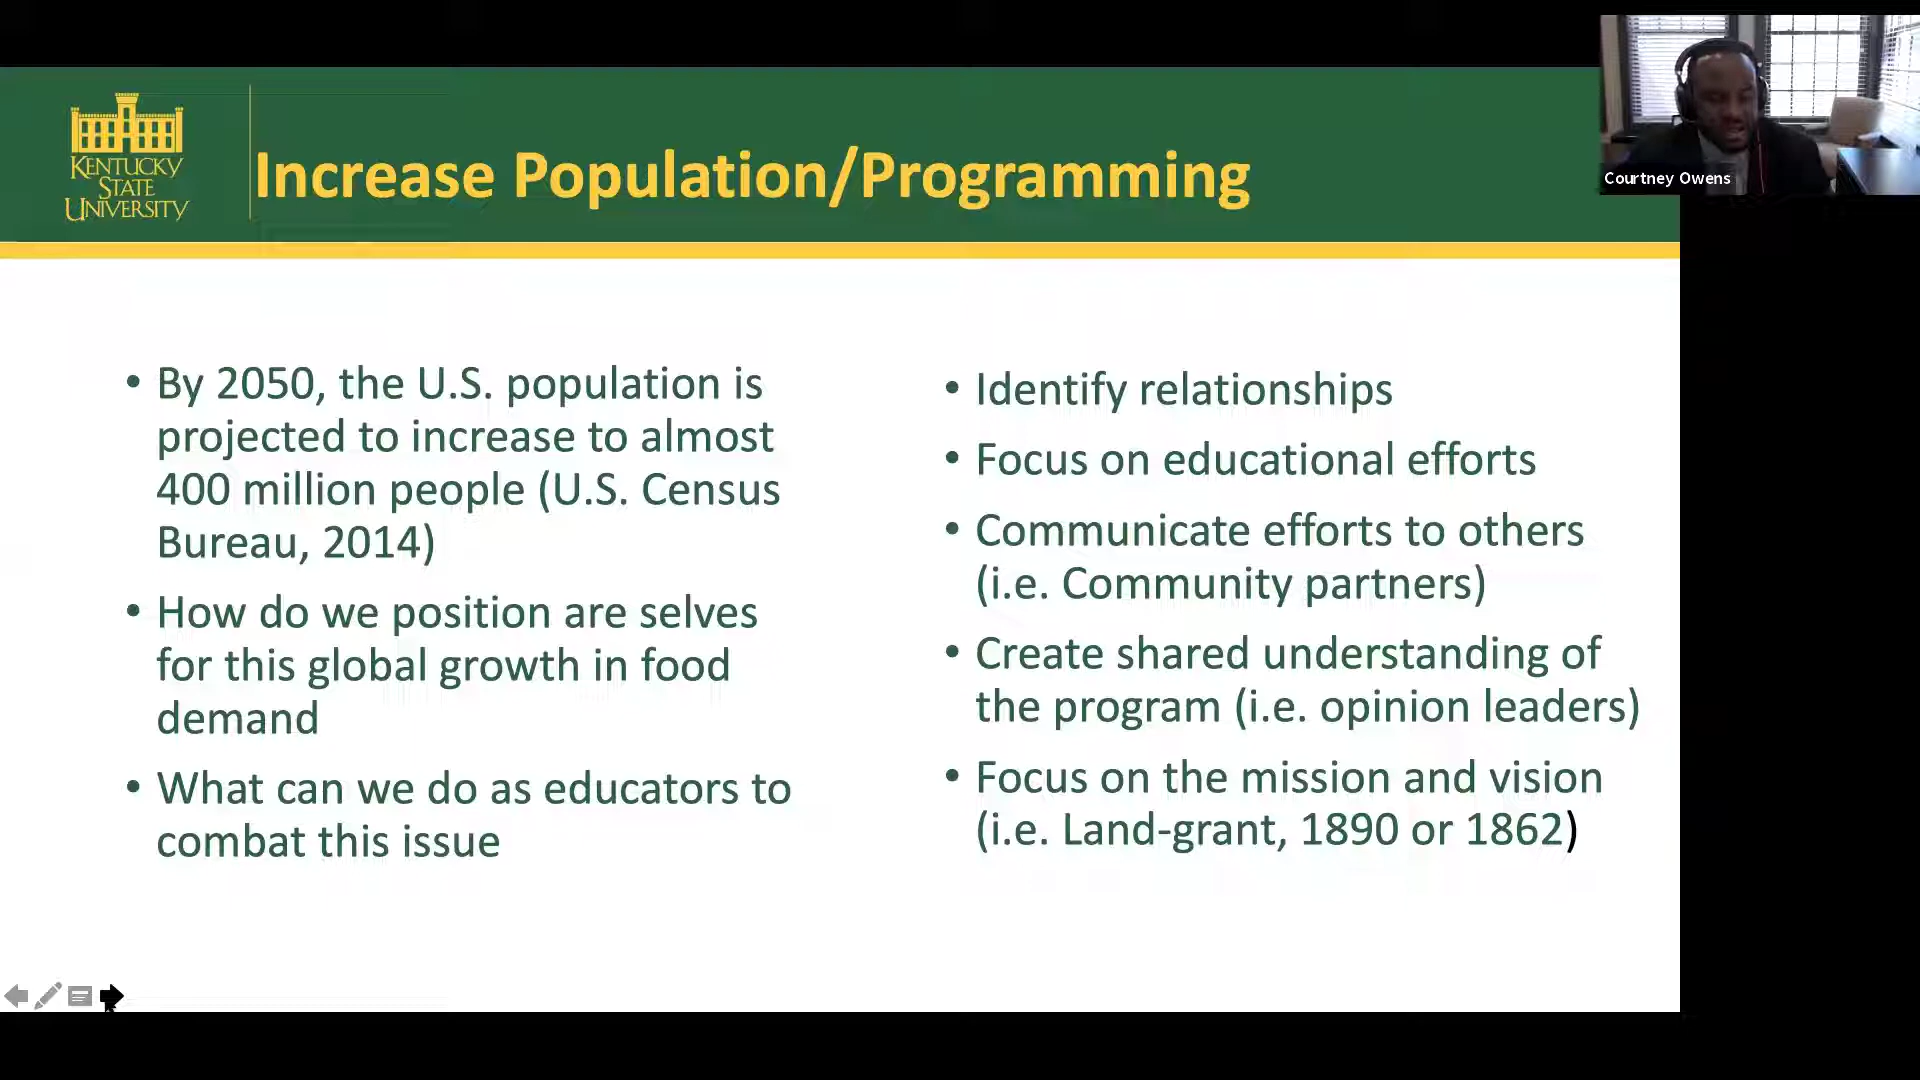 KENTUCKY
STATE
UNIVERSITY
Increase Population/Programming
Courtney Owens
• By 2050, the U.S. population is
projected to increase to almost
400 million people (U.S. Census
Bureau, 2014)
• How do we position are selves
for this global growth in food
demand
• What can we do as educators to
combat this issue
• Identify relationships
• Focus on educational efforts
• Communicate efforts to others
(i.e. Community partners)
• Create shared understanding of
the program (i.e. opinion leaders)
• Focus on the mission and vision
(i.e. Land-grant, 1890 or 1862)